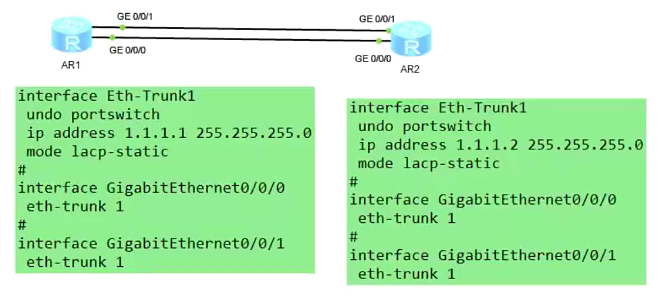 GE 0/0/1
GE 0/0/1
GE 0/0/0
GE 0/0/0
R
R
AR1
AR2
interface Eth-Trunk1
undo portswitch
ip address 1.1.1.1 255.255.255.0
mode lacp-static
#
interface GigabitEthernet0/0/0
eth-trunk 1
#
interface GigabitEthernet0/0/1
eth-trunk 1
interface Eth-Trunk1
undo portswitch
ip address 1.1.1.2 255.255.255.0
mode lacp-static
#
interface GigabitEthernet0/0/0
eth-trunk 1
#
interface GigabitEthernet0/0/1
eth-trunk 1